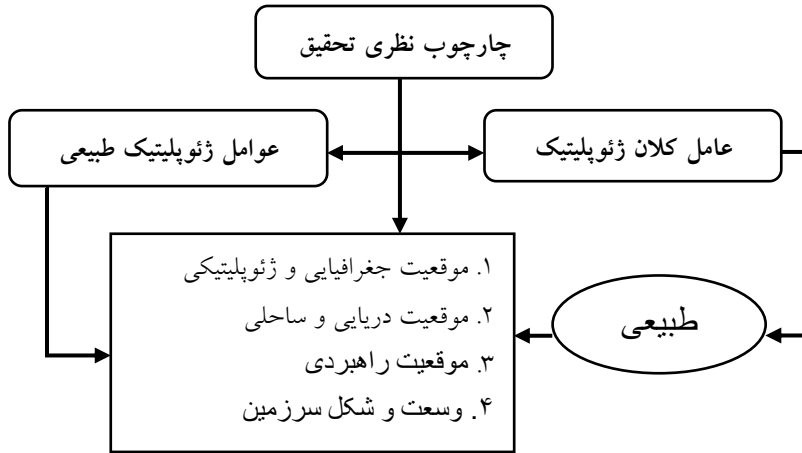 چارچوب نظری تحقیق
عامل کلان ژئوپلیتیک
عوامل ژئوپلیتیک طبیعی
۱. موقعیت جغرافیایی و ژئوپلیتیکی
۲. موقعیت دریایی و ساحلی
۳. موقعیت راهبردی
۴. وسعت و شکل سرزمین
طبیعی